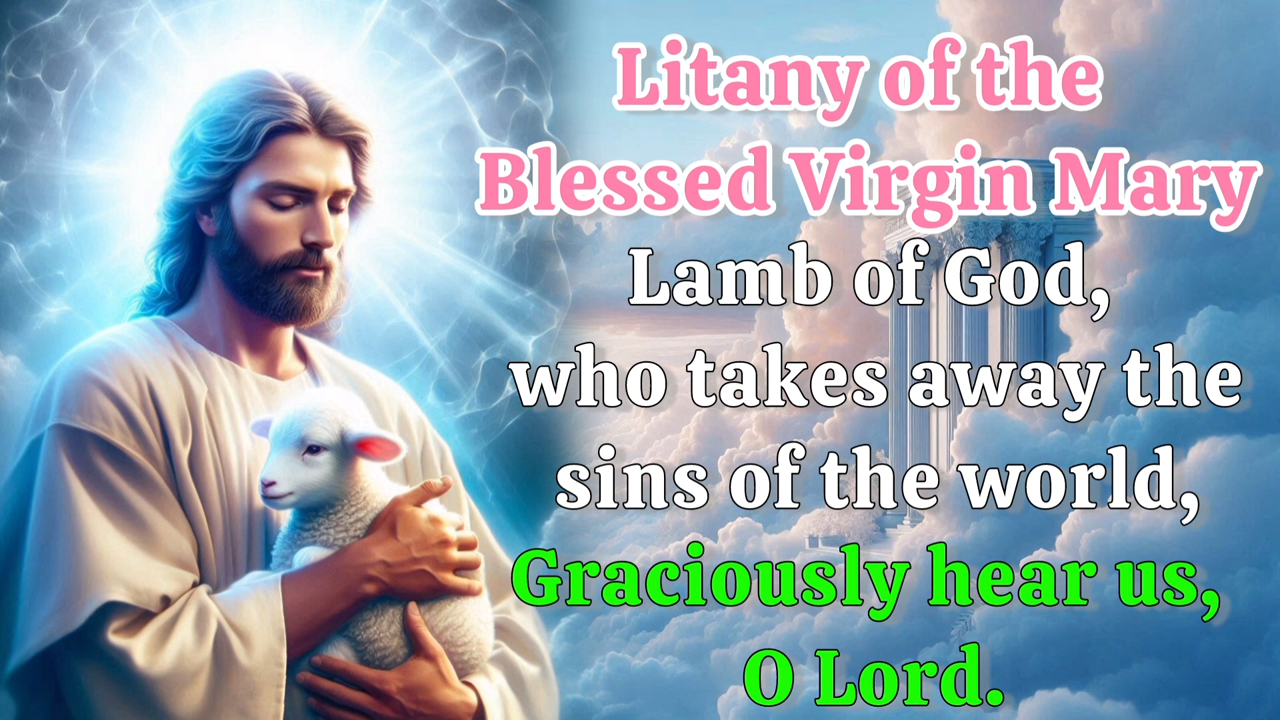 Litany of the
Blessed Virgin Mary
Lamb of God,
who takes away the
sins of the world,
Graciously hear us,
O Lord.